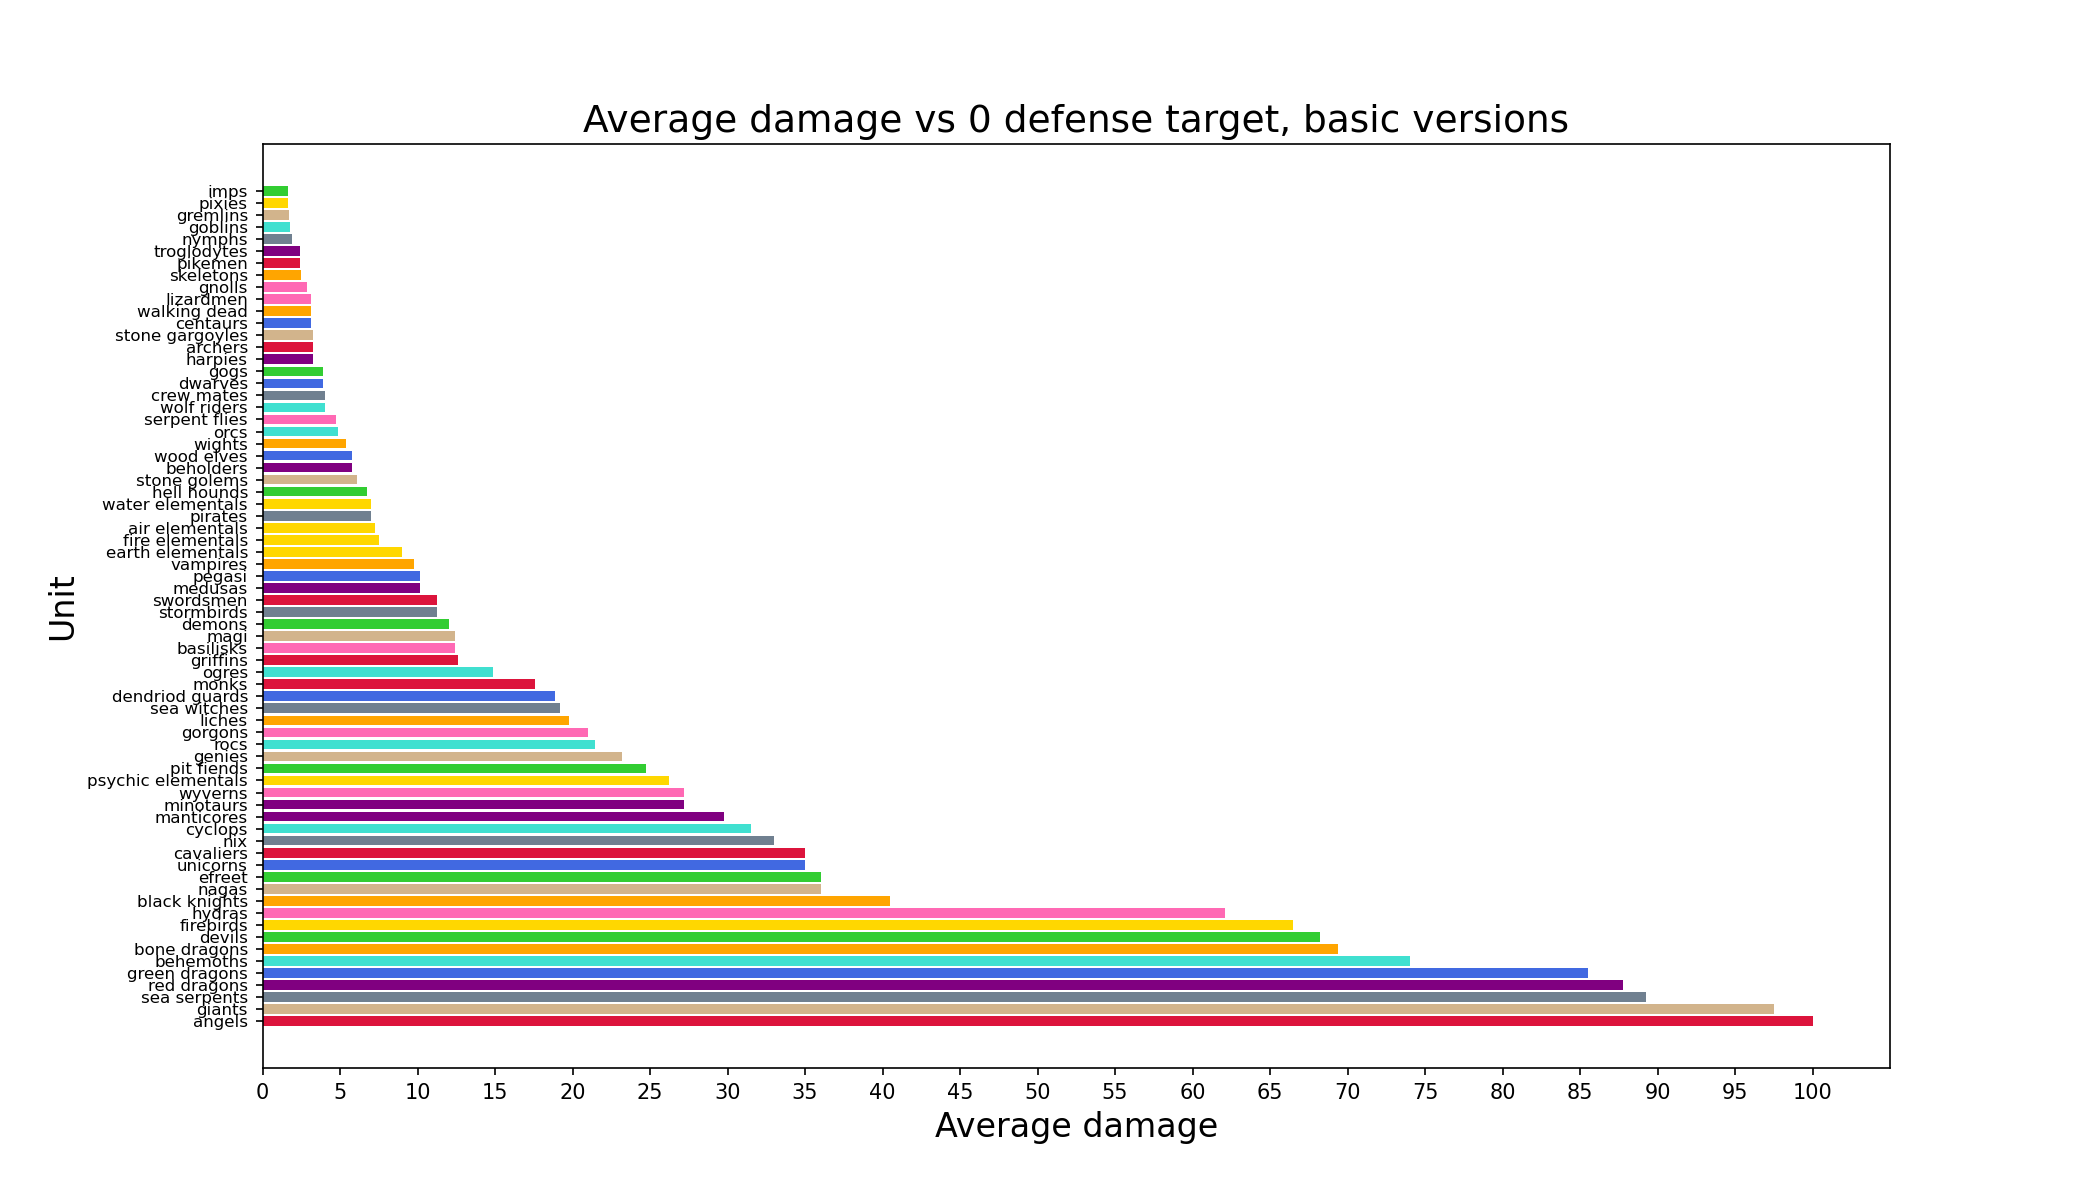 Average damage vs 0 defense target, basic versions
Unit
imps
pixies
gremlins
goblins
nymphs
troglodytes
pikemen
skeletons
gnolls
lizardmen
walking dead
centaurs
stone gargoyles
archers
harpies
gogs
dwarves
crew mates
wolf riders
serpent flies
orcs
wights
wood elves
beholders
stone golems
hell hounds
water elementals
pirates
air elementals
fire elementals
earth elementals
vampires
pegasi
medusas
swordsmen
stormbirds
demons
magi
basilisks
griffins
ogres
monks
dendriod guards
sea witches
liches
gorgons
rocs
genies
pit fiends
psychic elementals
wyverns
minotaurs
manticores
cyclops
nix
cavaliers
unicorns
efreet
nagas
black knights
hydras
firebirds
devils
bone dragons
behemoths
green dragons
red dragons
sea serpents
giants
angels
0 5 10 15 20 25 30 35 40 45 50 55 60 65 70 75 80 85 90 95 100
Average damage